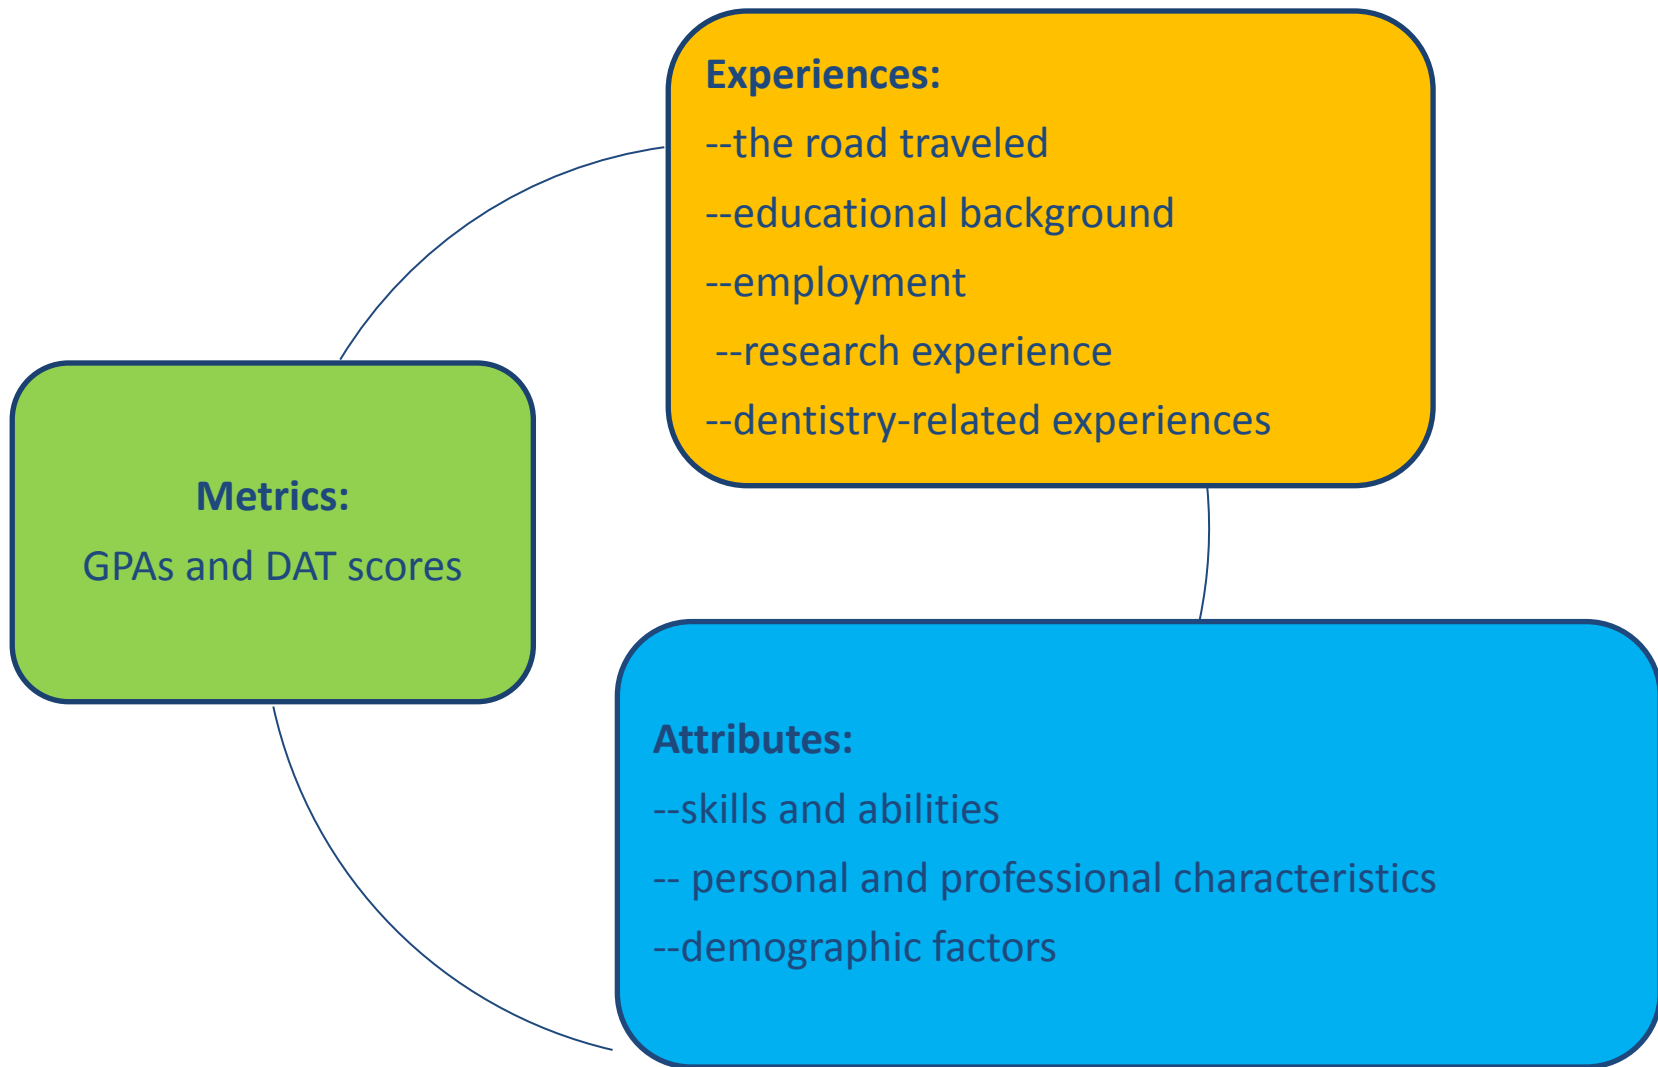 Experiences:
--the road traveled
--educational background
--employment
--research experience
--dentistry-related experiences
Metrics:
GPAs and DAT scores
Attributes:
--skills and abilities
-- personal and professional characteristics
--demographic factors